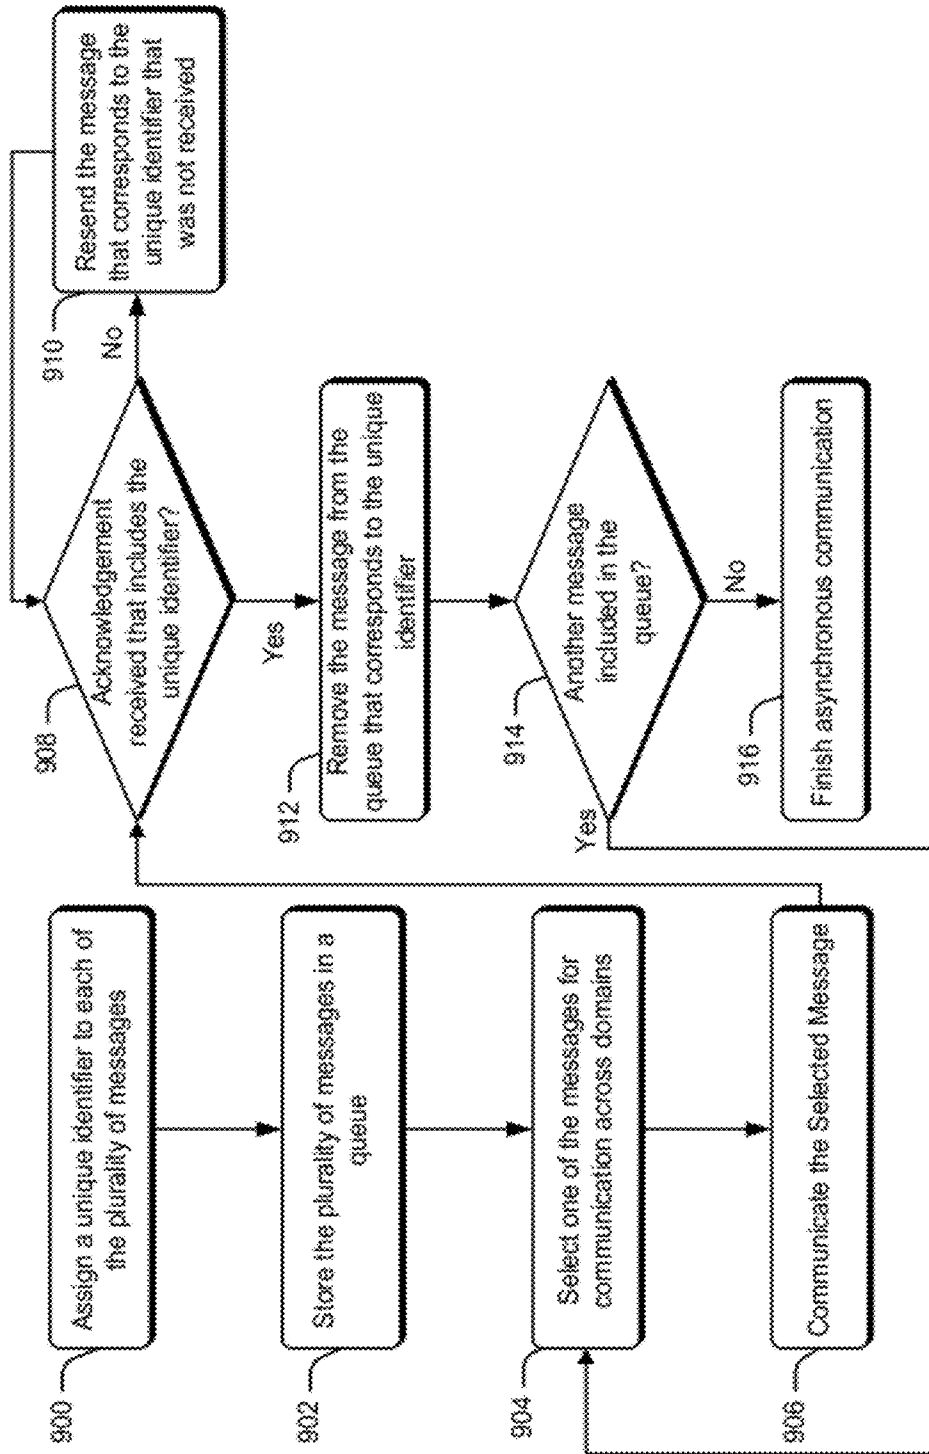 900
Assign a unique identifier to each of
the plurality of messages
902
Store the plurality of messages in a
queue
904
Select one of the messages for
communication across domains
906
Communicate the Selected Message
908
Acknowledgement
received that includes the
unique identifier?
No
910
Resend the message
that corresponds to the
unique identifier that
was not received
Yes
912
Remove the message from the
queue that corresponds to the unique
identifier
914
Another message
included in the
queue?
Yes
No
916
Finish asynchronous communication